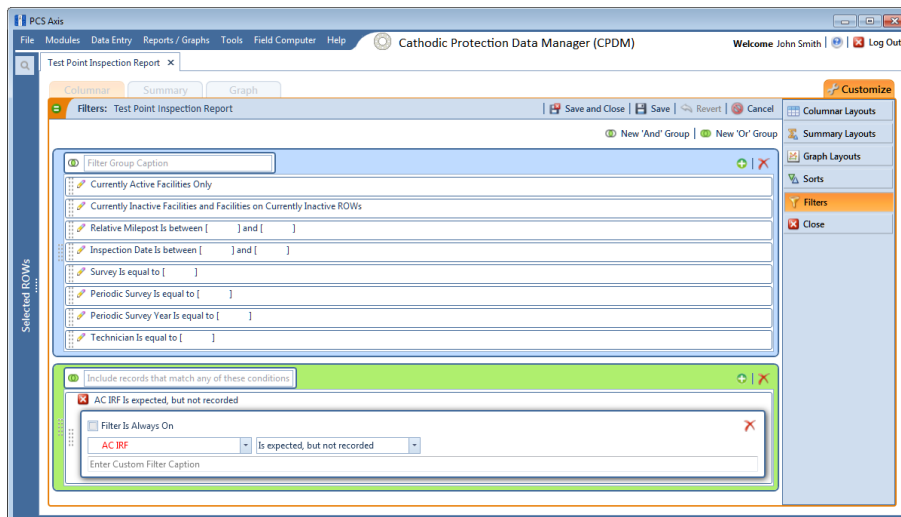 PCS Axis
File Modules Data Entry Reports / Graphs Tools Field Computer Help
Cathodic Protection Data Manager (CPDM)
Welcome John Smith | Log Out
Test Point Inspection Report X
Columnar Summary Graph
Customize
Filters: Test Point Inspection Report
Save and Close | Save | Revert | Cancel
New 'And' Group | New 'Or' Group
Filter Group Caption
Currently Active Facilities Only
Currently Inactive Facilities and Facilities on Currently Inactive ROWs
Relative Milepost Is between [ ] and [ ]
Inspection Date Is between [ ] and [ ]
Survey Is equal to [ ]
Periodic Survey Is equal to [ ]
Periodic Survey Year Is equal to [ ]
Technician Is equal to [ ]
Include records that match any of these conditions
AC IRF Is expected, but not recorded
Filter Is Always On
AC IRF Is expected, but not recorded
Enter Custom Filter Caption
Columnar Layouts
Summary Layouts
Graph Layouts
Sorts
Filters
Close
Selected ROWs